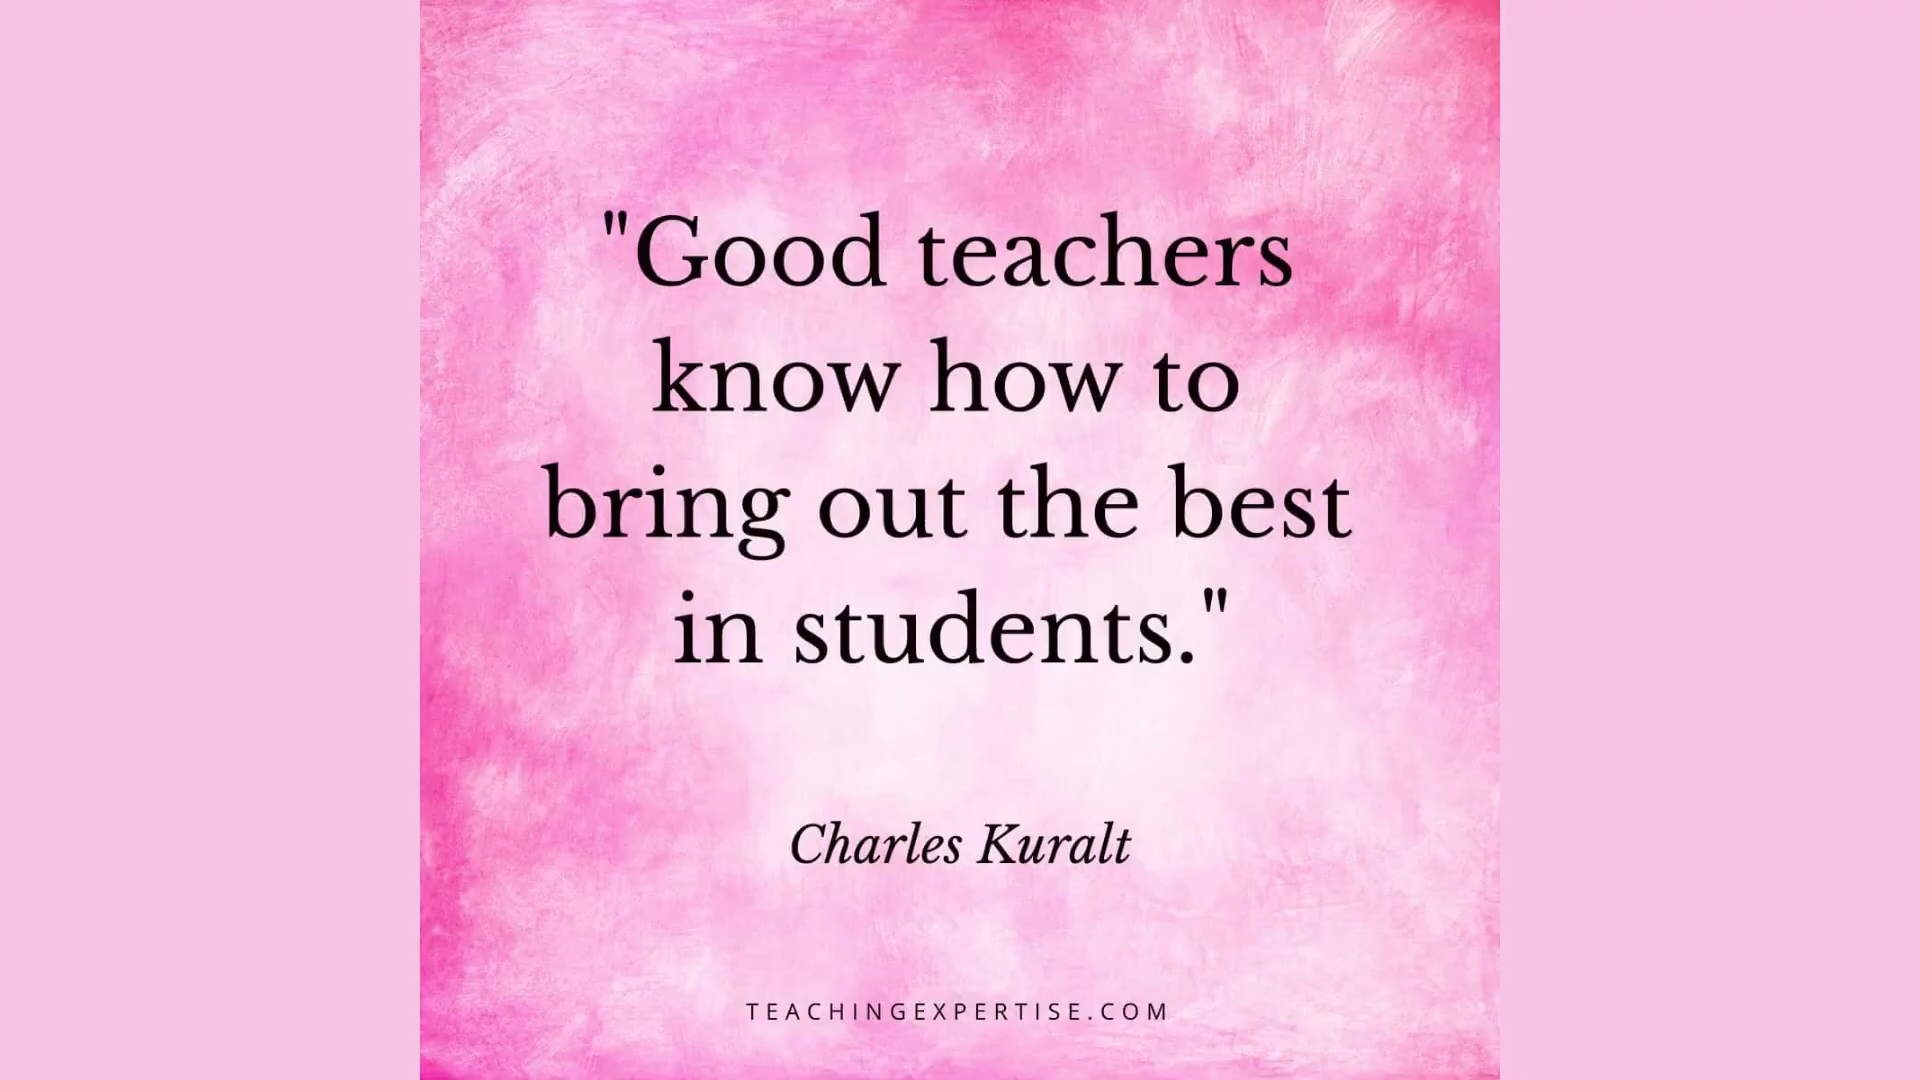 "Good teachers
know how to
bring out the best
in students."
Charles Kuralt
TEACHINGEXPERTISE.COM